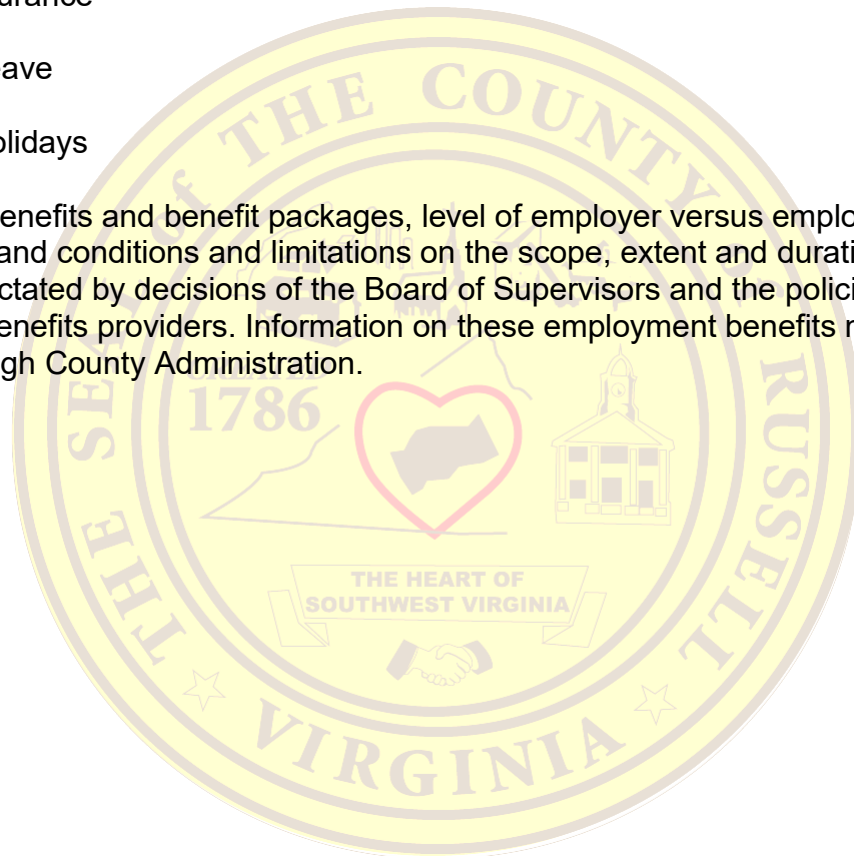 urance
eave
olidays
enefits and benefit packages, level of employer versus emplo
and conditions and limitations on the scope, extent and durati
ctated by decisions of the Board of Supervisors and the polici
enefits providers. Information on these employment benefits
gh County Administration.
THE SEAL of THE COUNTY of RUSSELL
CREATED
1786
THE HEART OF
SOUTHWEST VIRGINIA
VIRGINIA